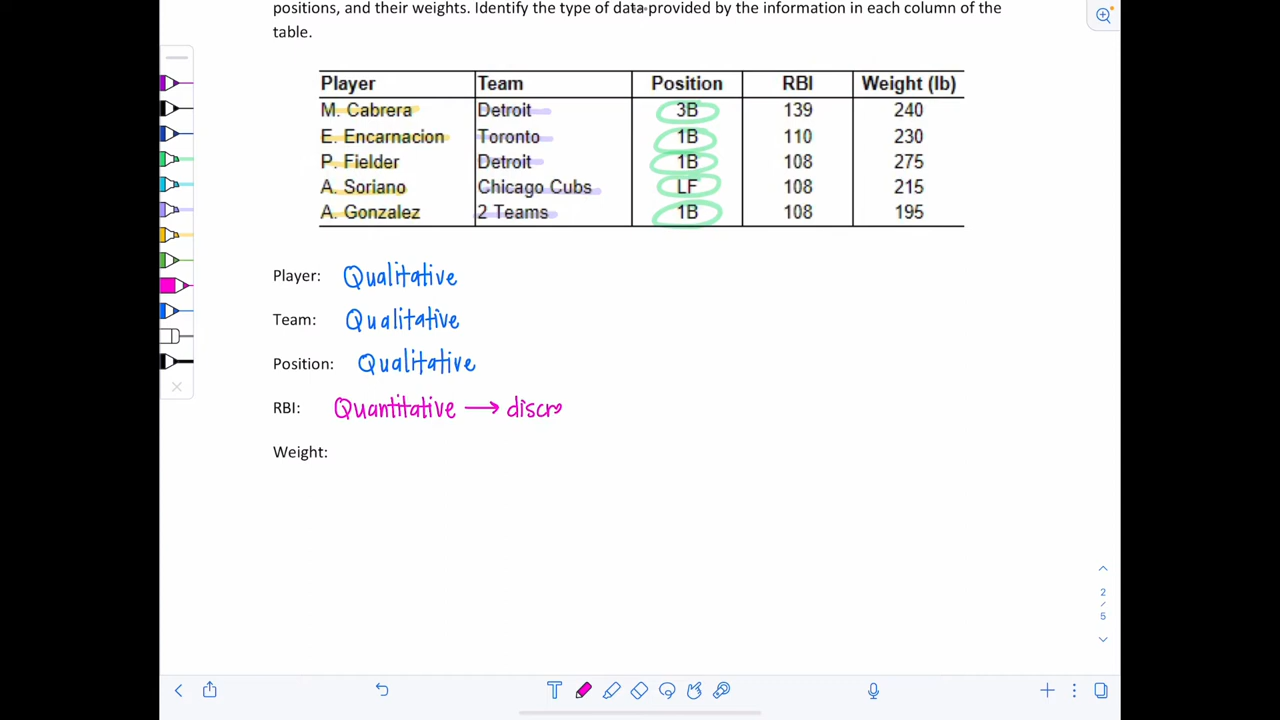 positions, and their weights. Identify the type of data provided by the information in each column of the
table.
Player Team Position RBI Weight (lb)
M. Cabrera Detroit 3B 139 240
E. Encarnacion Toronto 1B 110 230
P. Fielder Detroit 1B 108 275
A. Soriano Chicago Cubs LF 108 215
A. Gonzalez 2 Teams 1B 108 195
Player: Qualitative
Team: Qualitative
Position: Qualitative
RBI: Quantitative → discr
Weight:
2
/
5
T